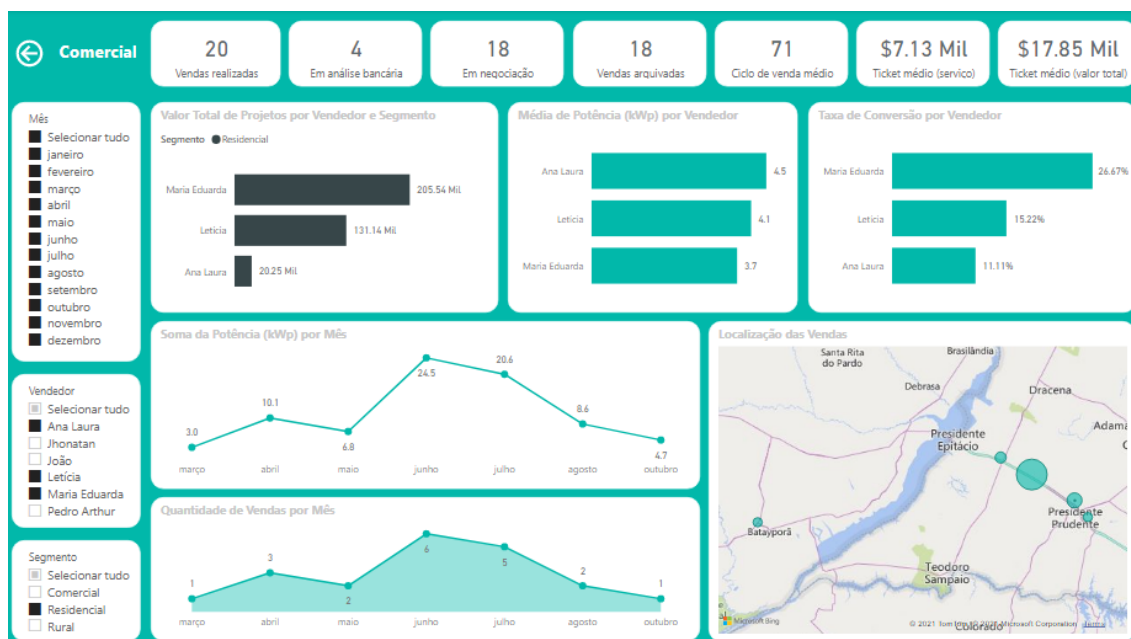 Comercial
20
Vendas realizadas
4
Em análise bancária
18
Em negociação
18
Vendas arquivadas
71
Ciclo de venda médio
$7.13 Mil
Ticket médio (serviço)
$17.85 Mil
Ticket médio (valor total)
Mês
Selecionar tudo
janeiro
fevereiro
março
abril
maio
junho
julho
agosto
setembro
outubro
novembro
dezembro
Vendedor
Selecionar tudo
Ana Laura
Jhonatan
João
Letícia
Maria Eduarda
Pedro Arthur
Segmento
Selecionar tudo
Comercial
Residencial
Rural
Valor Total de Projetos por Vendedor e Segmento
Segmento Residencial
Maria Eduarda 205.54 Mil
Letícia 131.14 Mil
Ana Laura 20.25 Mil
Média de Potência (kWp) por Vendedor
Ana Laura 4.5
Letícia 4.1
Maria Eduarda 3.7
Taxa de Conversão por Vendedor
Maria Eduarda 26.67%
Letícia 15.22%
Ana Laura 11.11%
Soma da Potência (kWp) por Mês
3.0 10.1 6.8 24.5 20.6 8.6 4.7
março abril maio junho julho agosto outubro
Quantidade de Vendas por Mês
1 3 2 6 5 2 1
março abril maio junho julho agosto outubro
Localização das Vendas
Santa Rita
do Pardo
Brasilândia
Debrasa
Dracena
Adama
Presidente
Epitácio
Presidente
Prudente
Batayporã
Teodoro
Sampaio
Colorado
Microsoft Bing
© 2021 Tom Microsoft Corporation Terms